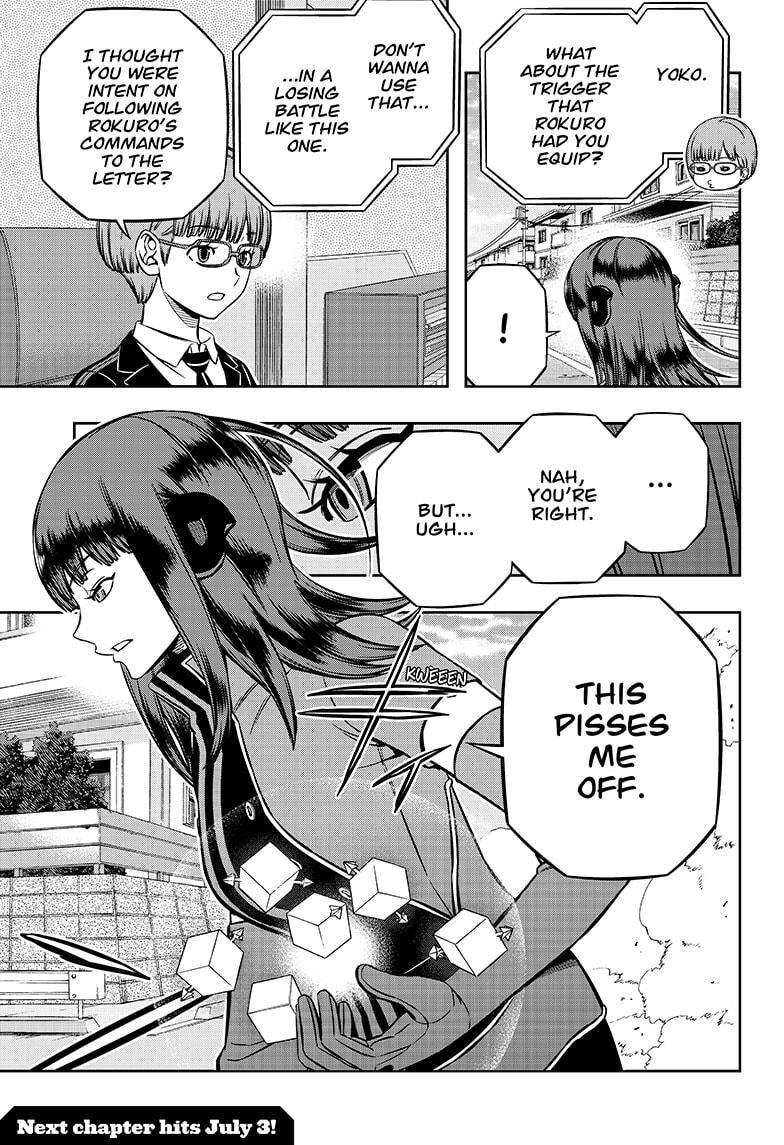 YOKO.
WHAT
ABOUT THE
TRIGGER
THAT
ROKURO
HAD YOU
EQUIP?
!
DON'T
WANNA
USE
THAT...
...IN A
LOSING
BATTLE
LIKE THIS
ONE.
I THOUGHT
YOU WERE
INTENT ON
FOLLOWING
ROKURO'S
COMMANDS
TO THE
LETTER?
...
NAH,
YOU'RE
RIGHT.
BUT...
UGH...
KWEEEN
THIS
PISSES
ME
OFF.
Next chapter hits July 3!